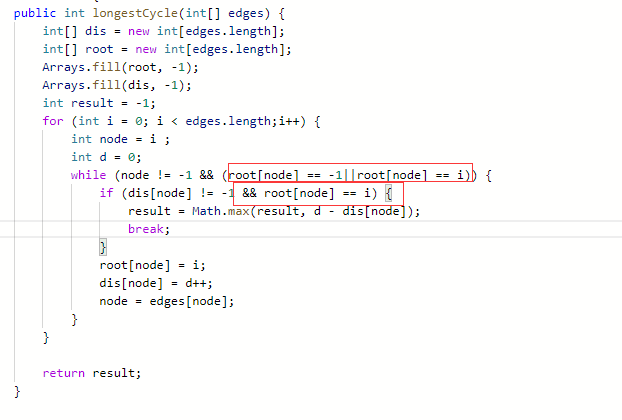 public int longestCycle(int[] edges) {
    int[] dis = new int[edges.length];
    int[] root = new int[edges.length];
    Arrays.fill(root, -1);
    Arrays.fill(dis, -1);
    int result = -1;
    for (int i = 0; i < edges.length;i++) {
        int node = i ;
        int d = 0;
        while (node != -1 && (root[node] == -1||root[node] == i)) {
            if (dis[node] != -1 && root[node] == i) {
                result = Math.max(result, d - dis[node]);
                break;
            }
            root[node] = i;
            dis[node] = d++;
            node = edges[node];
        }
    }
    return result;
}